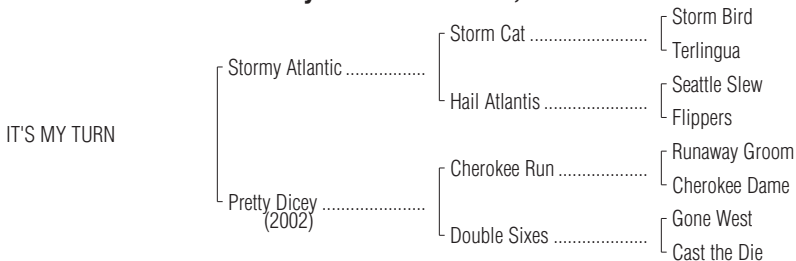 Storm Bird
Storm Cat ........................
Terlingua
Stormy Atlantic .................
Seattle Slew
Hail Atlantis .....................
Flippers
IT'S MY TURN
Runaway Groom
Cherokee Run ..................
Cherokee Dame
Pretty Dicey ......................
(2002)
Gone West
Double Sixes ...................
Cast the Die